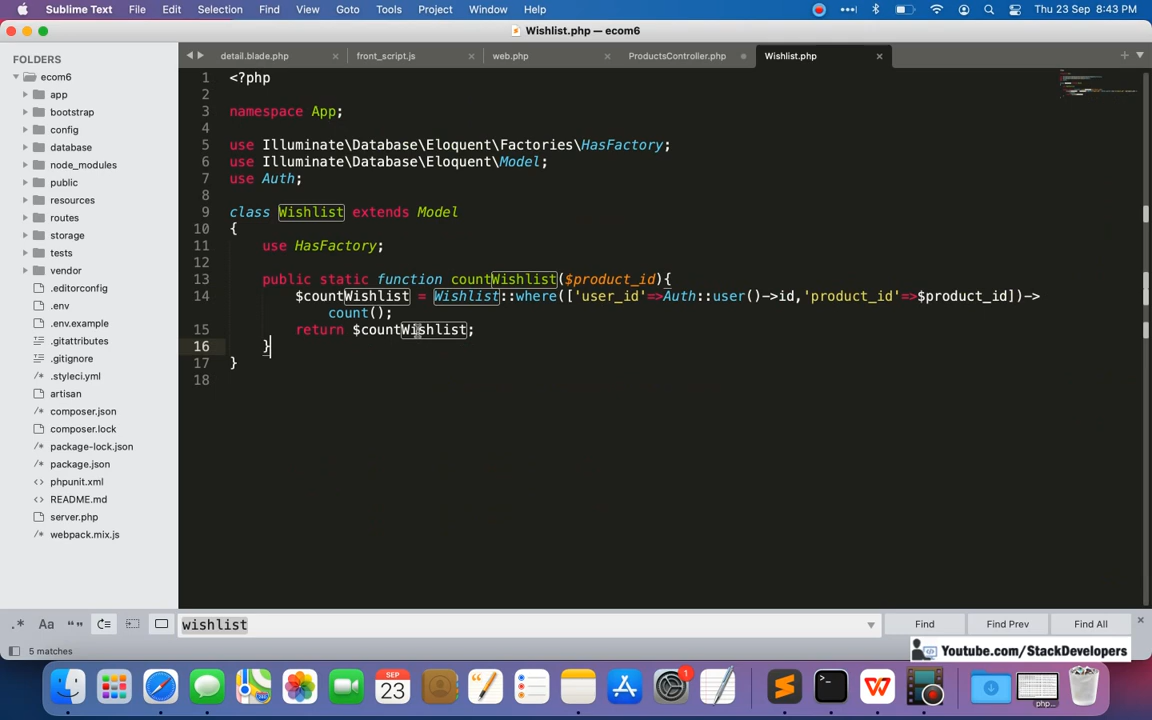 Sublime Text File Edit Selection Find View Goto Tools Project Window Help Thu 23 Sep 8:43 PM
Wishlist.php — ecom6
FOLDERS
ecom6
app
bootstrap
config
database
node_modules
public
resources
routes
storage
tests
vendor
.editorconfig
.env
.env.example
.gitattributes
.gitignore
/* .styleci.yml
artisan
/* composer.json
composer.lock
/* package-lock.json
/* package.json
<> phpunit.xml
<> README.md
<> server.php
/* webpack.mix.js
detail.blade.php × front_script.js × web.php × ProductsController.php Wishlist.php ×
1 <?php
2
3 namespace App;
4
5 use Illuminate\Database\Eloquent\Factories\HasFactory;
6 use Illuminate\Database\Eloquent\Model;
7 use Auth;
8
9 class Wishlist extends Model
10 {
11 use HasFactory;
12
13 public static function countWishlist($product_id){
14 $countWishlist = Wishlist::where(['user_id'=>Auth::user()->id,'product_id'=>$product_id])->
count();
15 return $countWishlist;
16 }
17 }
18
.* Aa “” wishlist Find Find Prev Find All ×
5 matches
Youtube.com/StackDevelopers
SEP
23
1
php...